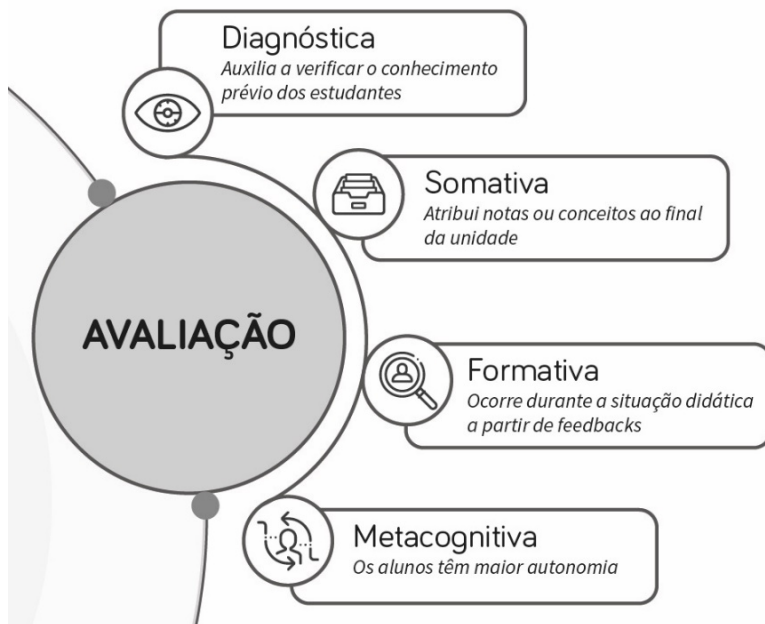 Diagnóstica
Auxilia a verificar o conhecimento
prévio dos estudantes
Somativa
Atribui notas ou conceitos ao final
da unidade
AVALIAÇÃO
Formativa
Ocorre durante a situação didática
a partir de feedbacks
Metacognitiva
Os alunos têm maior autonomia